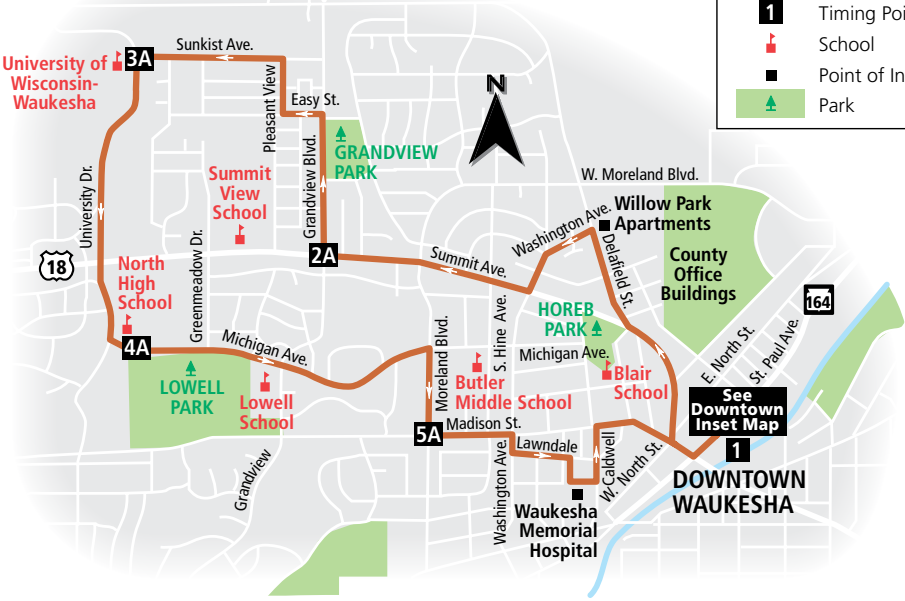 1 Timing Poi
School
Point of In
Park
Sunkist Ave.
3A
University of
Wisconsin-
Waukesha
Pleasant View
Easy St.
N
GRANDVIEW
PARK
W. Moreland Blvd.
Summit
View
School
Grandview Blvd.
University Dr.
Willow Park
Apartments
Washington Ave.
2A
Summit Ave.
Delafield St.
County
Office
Buildings
18
North
High
School
Greenmeadow Dr.
164
4A
Michigan Ave.
Moreland Blvd.
S. Hine Ave.
HOREB
PARK
Michigan Ave.
E. North St.
St. Paul Ave.
LOWELL
PARK
Lowell
School
Butler
Middle School
Blair
School
See
Downtown
Inset Map
1
5A
Madison St.
Lawndale
Caldwell
W. North St.
DOWNTOWN
WAUKESHA
Grandview
Washington Ave.
Waukesha
Memorial
Hospital